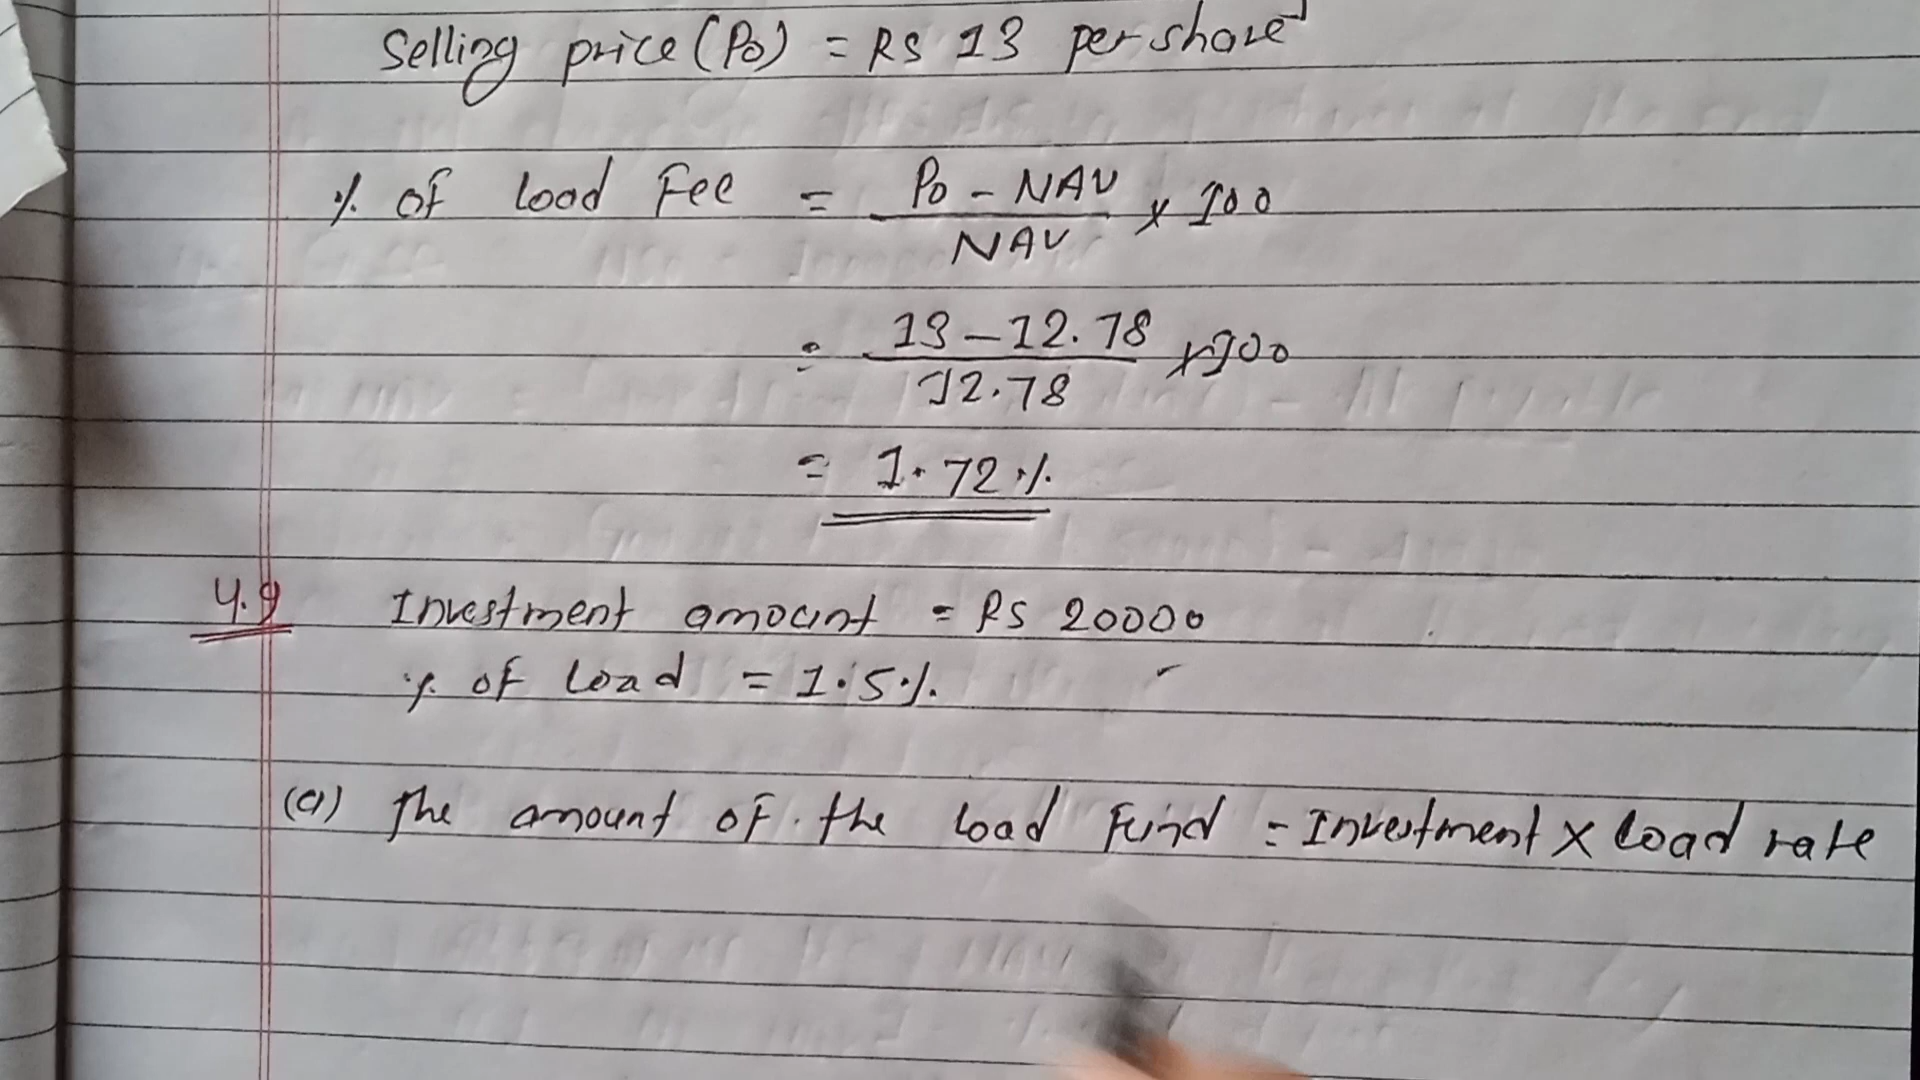 Selling price (Po) = RS 13 per share
% of load Fee = Po - NAV / NAV x 100
= 13 - 12.78 / 12.78 x 100
= 1.72 %
4.9 Investment amount = RS 20000
% of load = 1.5 %
(a) The amount of the load Fund = Investment x load rate